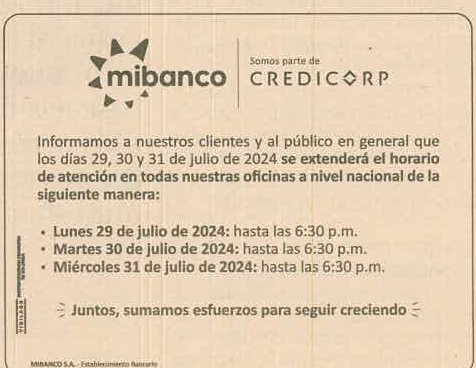 mibanco
Somos parte de
CREDICORP
Informamos a nuestros clientes y al público en general que
los días 29, 30 y 31 de julio de 2024 se extenderá el horario
de atención en todas nuestras oficinas a nivel nacional de la
siguiente manera:
• Lunes 29 de julio de 2024: hasta las 6:30 p.m.
• Martes 30 de julio de 2024: hasta las 6:30 p.m.
• Miércoles 31 de julio de 2024: hasta las 6:30 p.m.
Juntos, sumamos esfuerzos para seguir creciendo
VIGILADO
MIBANCO S.A. - Establecimiento Bancario